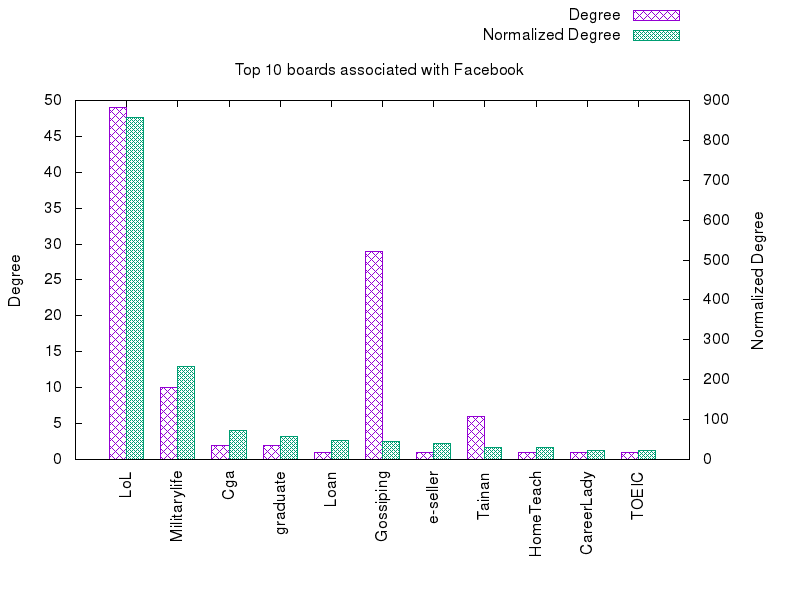 Degree
Normalized Degree
Top 10 boards associated with Facebook
50
45
40
35
30
25
20
15
10
5
0
Degree
900
800
700
600
500
400
300
200
100
0
Normalized Degree
LoL
Militarylife
Cga
graduate
Loan
Gossiping
e-seller
Tainan
HomeTeach
CareerLady
TOEIC